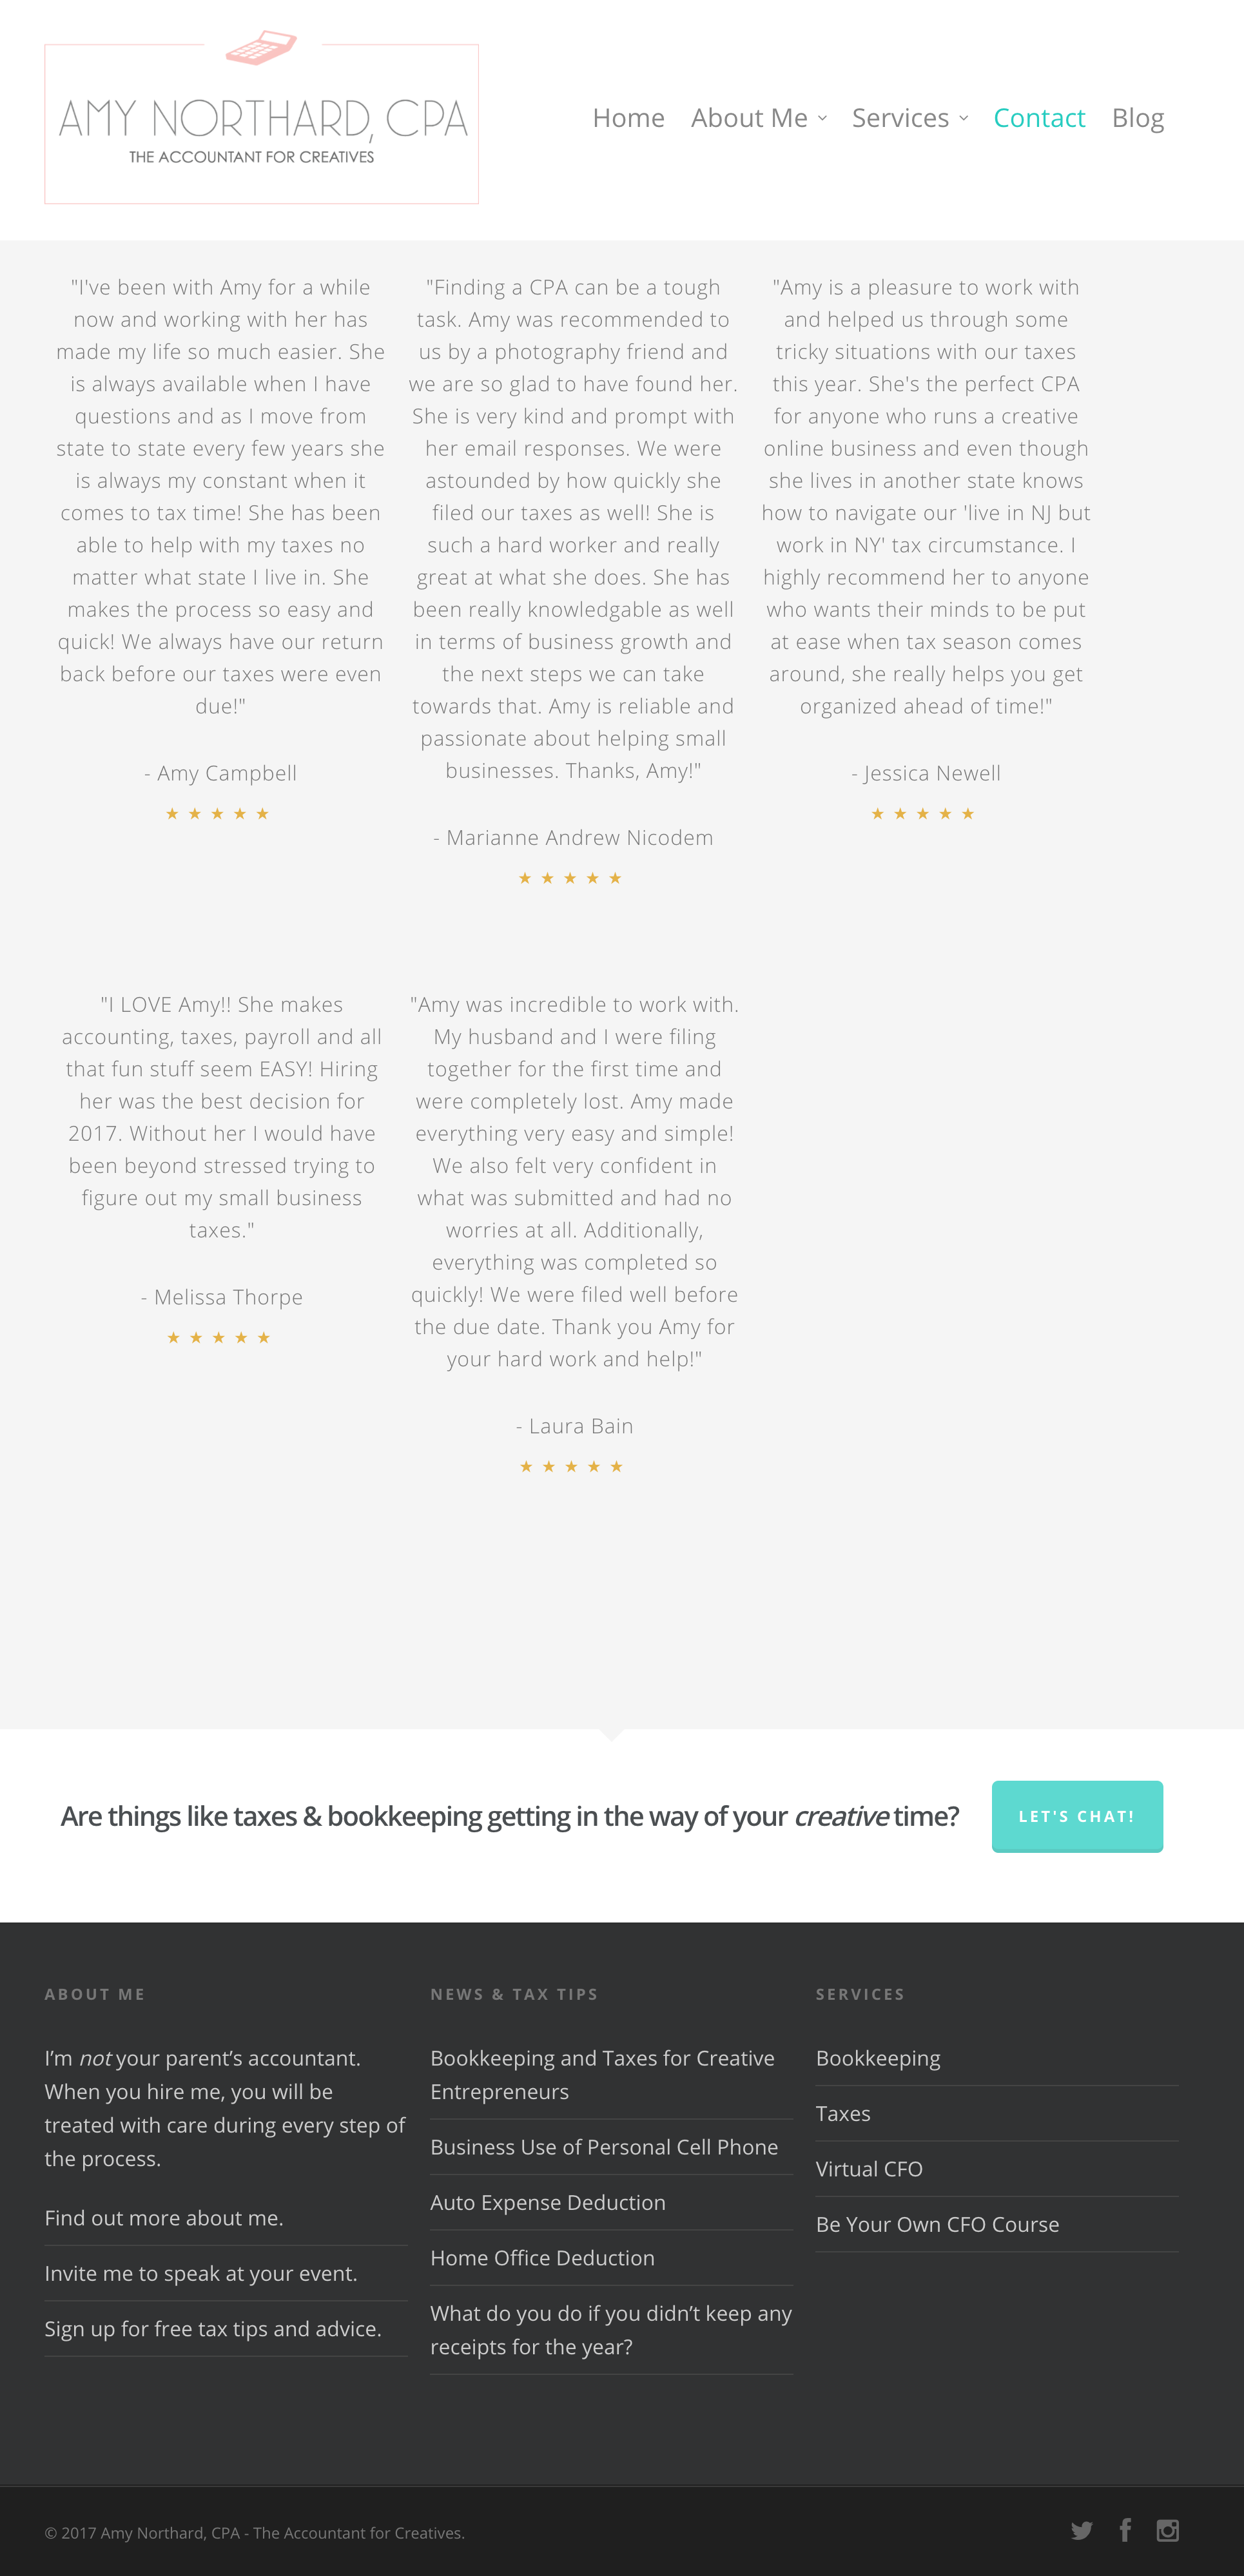 AMY NORTHARD, CPA
THE ACCOUNTANT FOR CREATIVES
Home About Me Services Contact Blog
"I've been with Amy for a while
now and working with her has
made my life so much easier. She
is always available when I have
questions and as I move from
state to state every few years she
is always my constant when it
comes to tax time! She has been
able to help with my taxes no
matter what state I live in. She
makes the process so easy and
quick! We always have our return
back before our taxes were even
due!"
- Amy Campbell
★ ★ ★ ★ ★
"Finding a CPA can be a tough
task. Amy was recommended to
us by a photography friend and
we are so glad to have found her.
She is very kind and prompt with
her email responses. We were
astounded by how quickly she
filed our taxes as well! She is
such a hard worker and really
great at what she does. She has
been really knowledgable as well
in terms of business growth and
the next steps we can take
towards that. Amy is reliable and
passionate about helping small
businesses. Thanks, Amy!"
- Marianne Andrew Nicodem
★ ★ ★ ★ ★
"Amy is a pleasure to work with
and helped us through some
tricky situations with our taxes
this year. She's the perfect CPA
for anyone who runs a creative
online business and even though
she lives in another state knows
how to navigate our 'live in NJ but
work in NY' tax circumstance. I
highly recommend her to anyone
who wants their minds to be put
at ease when tax season comes
around, she really helps you get
organized ahead of time!"
- Jessica Newell
★ ★ ★ ★ ★
"I LOVE Amy!! She makes
accounting, taxes, payroll and all
that fun stuff seem EASY! Hiring
her was the best decision for
2017. Without her I would have
been beyond stressed trying to
figure out my small business
taxes."
- Melissa Thorpe
★ ★ ★ ★ ★
"Amy was incredible to work with.
My husband and I were filing
together for the first time and
were completely lost. Amy made
everything very easy and simple!
We also felt very confident in
what was submitted and had no
worries at all. Additionally,
everything was completed so
quickly! We were filed well before
the due date. Thank you Amy for
your hard work and help!"
- Laura Bain
★ ★ ★ ★ ★
Are things like taxes & bookkeeping getting in the way of your creative time?
LET'S CHAT!
ABOUT ME
I’m not your parent’s accountant.
When you hire me, you will be
treated with care during every step of
the process.
Find out more about me.
Invite me to speak at your event.
Sign up for free tax tips and advice.
NEWS & TAX TIPS
Bookkeeping and Taxes for Creative
Entrepreneurs
Business Use of Personal Cell Phone
Auto Expense Deduction
Home Office Deduction
What do you do if you didn’t keep any
receipts for the year?
SERVICES
Bookkeeping
Taxes
Virtual CFO
Be Your Own CFO Course
© 2017 Amy Northard, CPA - The Accountant for Creatives.